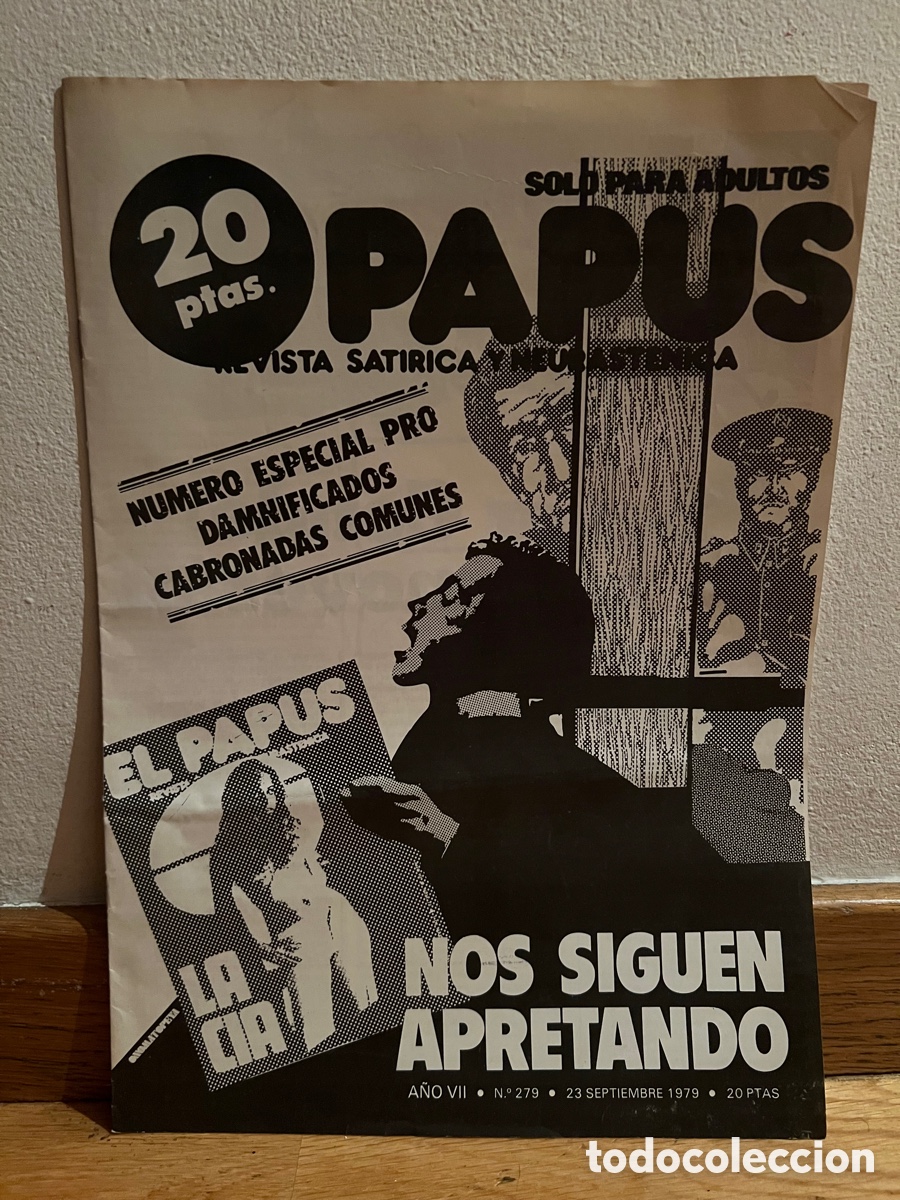 SOLO PARA ADULTOS
20
ptas.
PAPUS
REVISTA SATIRICA Y NEURASTENICA
NUMERO ESPECIAL PRO
DAMNIFICADOS
CABRONADAS COMUNES
EL PAPUS
LA
CIA
NOS SIGUEN
APRETANDO
AÑO VII • N.º 279 • 23 SEPTIEMBRE 1979 • 20 PTAS
todocoleccion